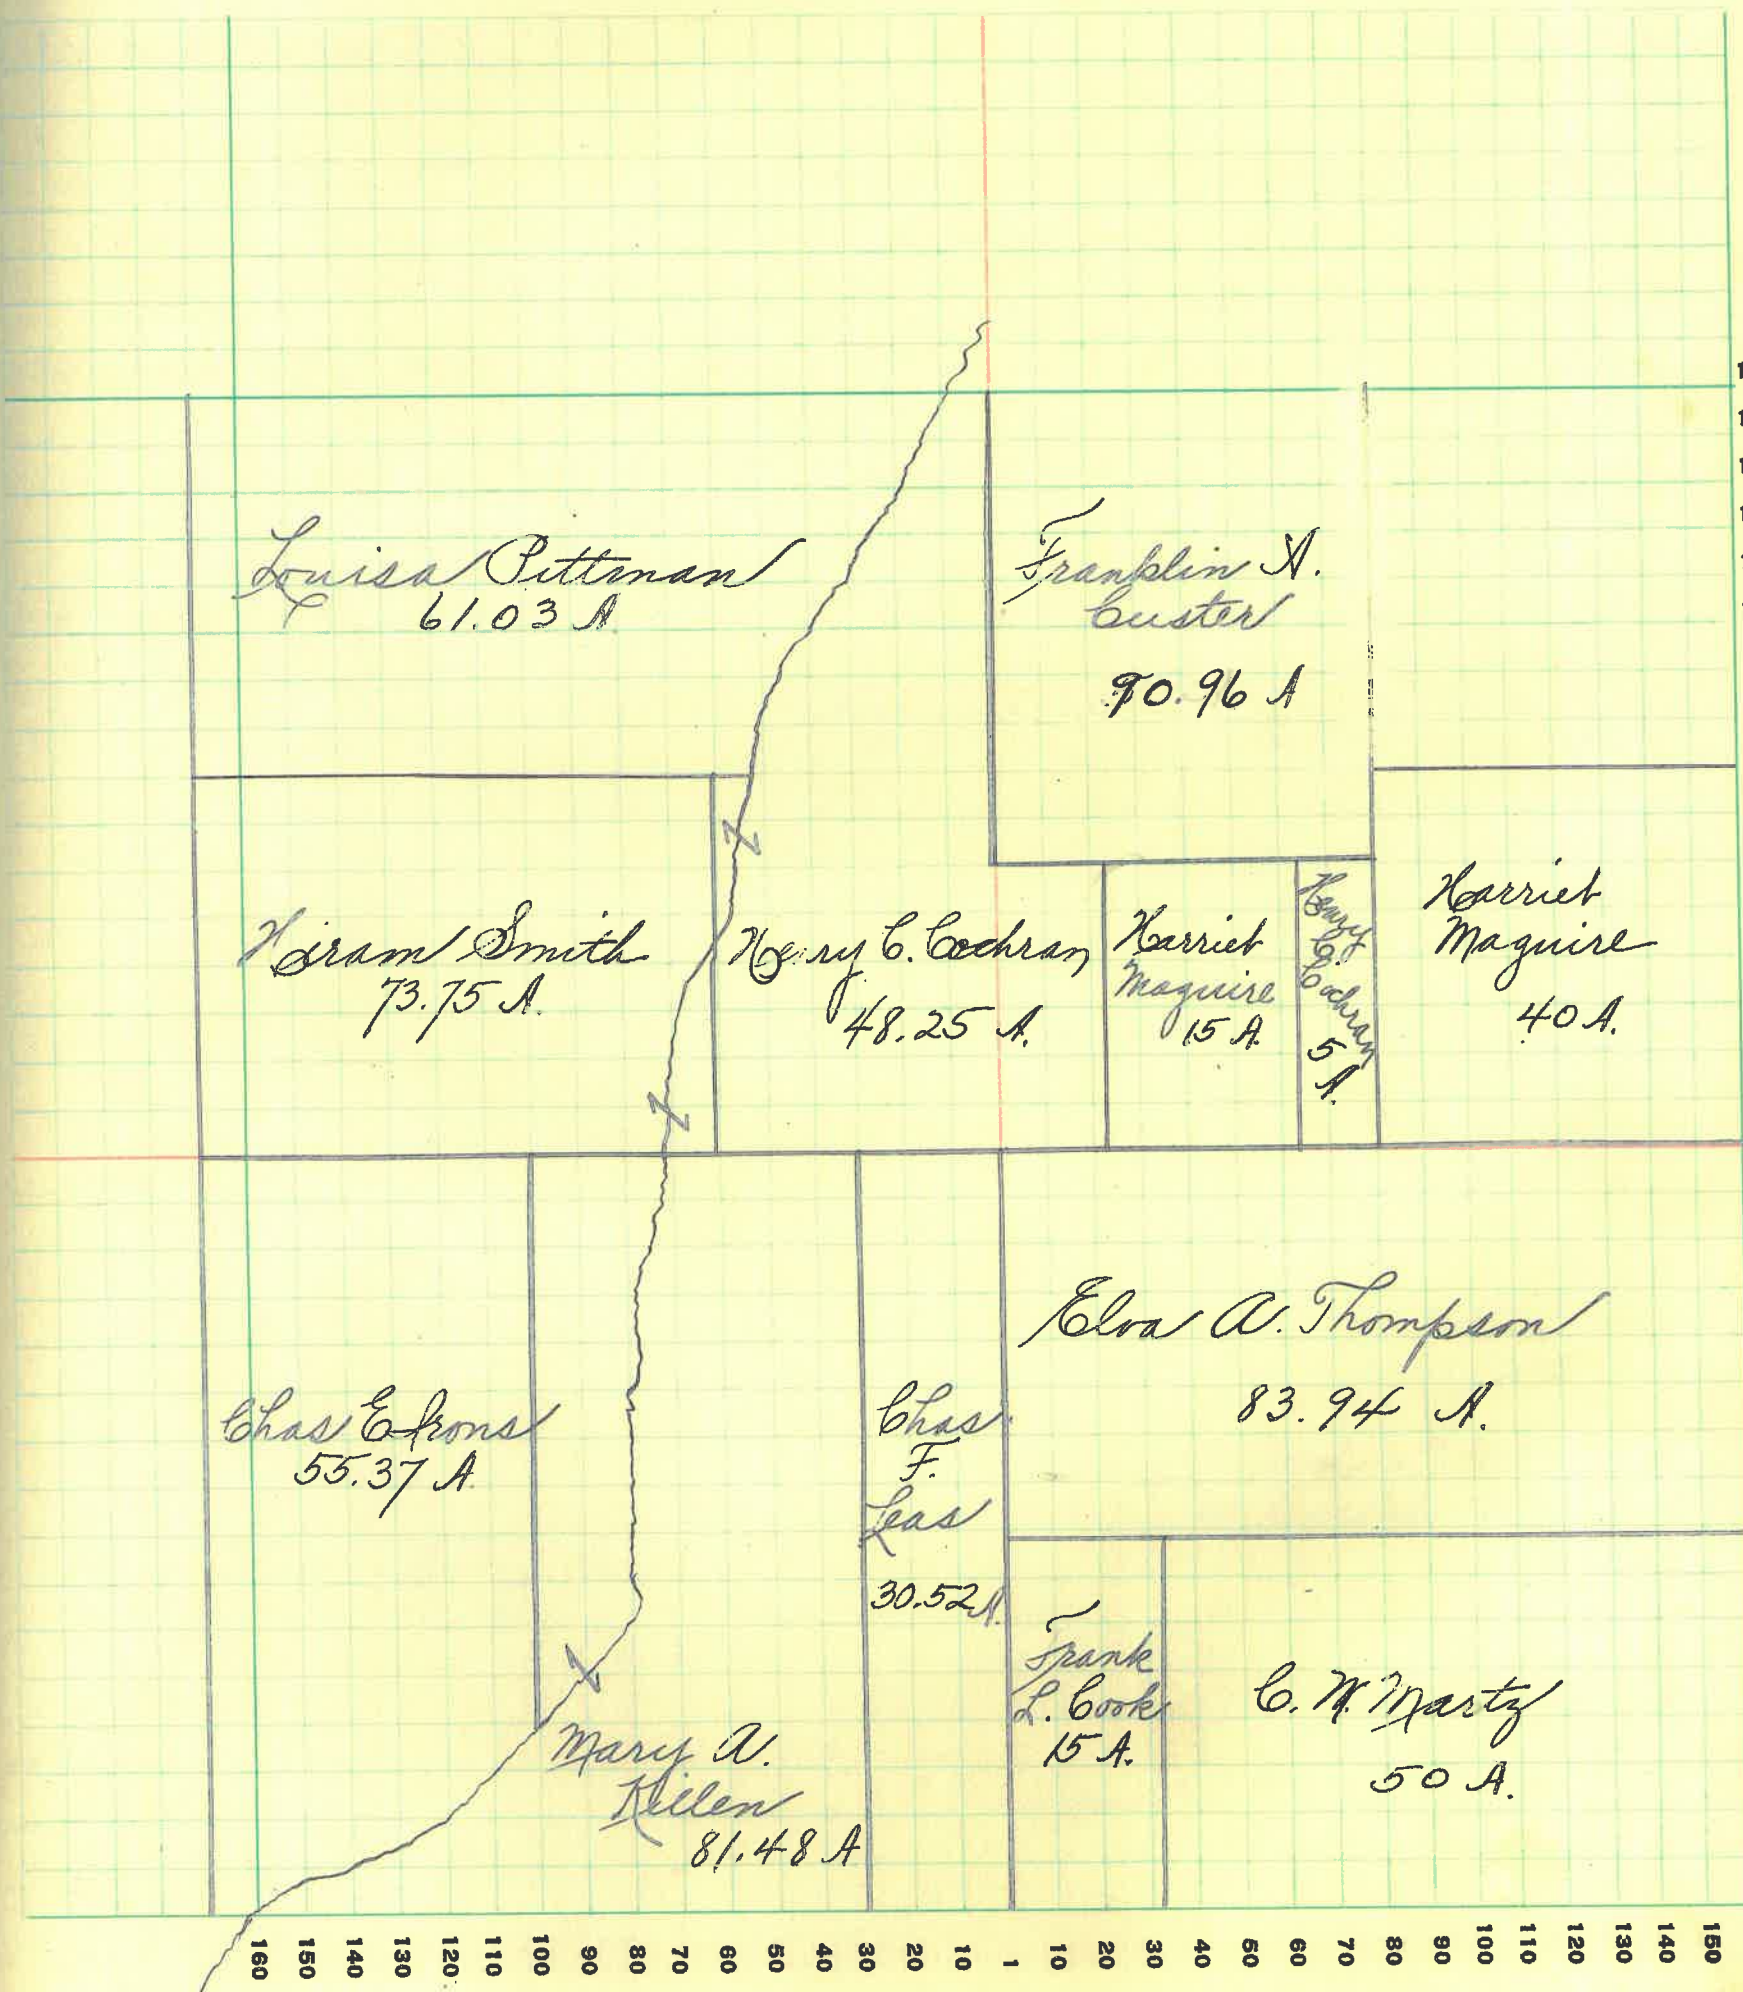 Louisa Pittman
61.03 A
Franklin A.
Custer
90.96 A
Hiram Smith
73.75 A.
Henry C. Cochran
48.25 A.
Harriet
Maguire
15 A.
Henry
C.
Cochran
5
A.
Harriet
Maguire
40 A.
Chas E
55.37 A.
Chas
F.
Leas
30.52 A.
Elva A. Thompson
83.94 A.
Frank
L. Cook
15 A.
C. W. Martz
50 A.
Mary A.
Killen
81.48 A
160 150 140 130 120 110 100 90 80 70 60 50 40 30 20 10 1 10 20 30 40 50 60 70 80 90 100 110 120 130 140 150